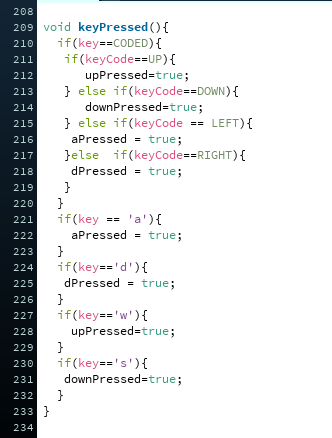 208
209 void keyPressed(){
210 if(key==CODED){
211 if(keyCode==UP){
212 upPressed=true;
213 } else if(keyCode==DOWN){
214 downPressed=true;
215 } else if(keyCode == LEFT){
216 aPressed = true;
217 }else  if(keyCode==RIGHT){
218 dPressed = true;
219 }
220 }
221 if(key == 'a'){
222 aPressed = true;
223 }
224 if(key=='d'){
225 dPressed = true;
226 }
227 if(key=='w'){
228 upPressed=true;
229 }
230 if(key=='s'){
231 downPressed=true;
232 }
233 }
234